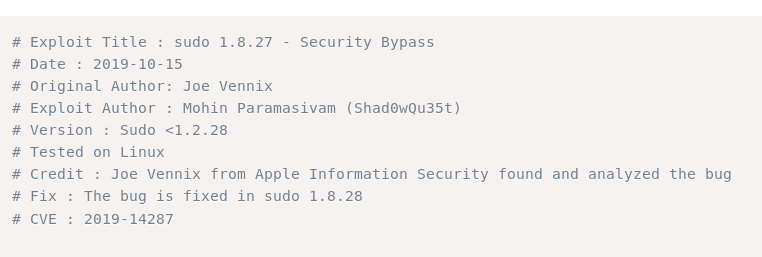 # Exploit Title : sudo 1.8.27 - Security Bypass
# Date : 2019-10-15
# Original Author: Joe Vennix
# Exploit Author : Mohin Paramasivam (Shad0wQu35t)
# Version : Sudo <1.2.28
# Tested on Linux
# Credit : Joe Vennix from Apple Information Security found and analyzed the bug
# Fix : The bug is fixed in sudo 1.8.28
# CVE : 2019-14287